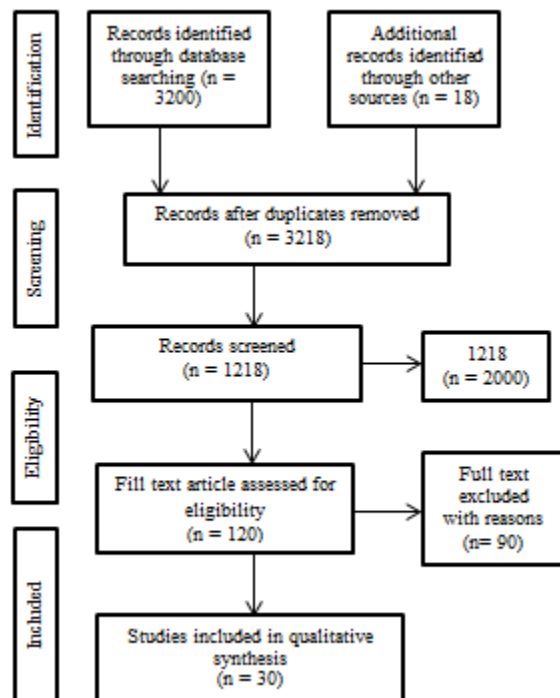 Identification
Records identified
through database
searching (n =
3200)
Additional
records identified
through other
sources (n = 18)
Screening
Records after duplicates removed
(n = 3218)
Records screened
(n = 1218)
1218
(n = 2000)
Eligibility
Fill text article assessed for
eligibility
(n = 120)
Full text
excluded
with reasons
(n= 90)
Included
Studies included in qualitative
synthesis
(n = 30)